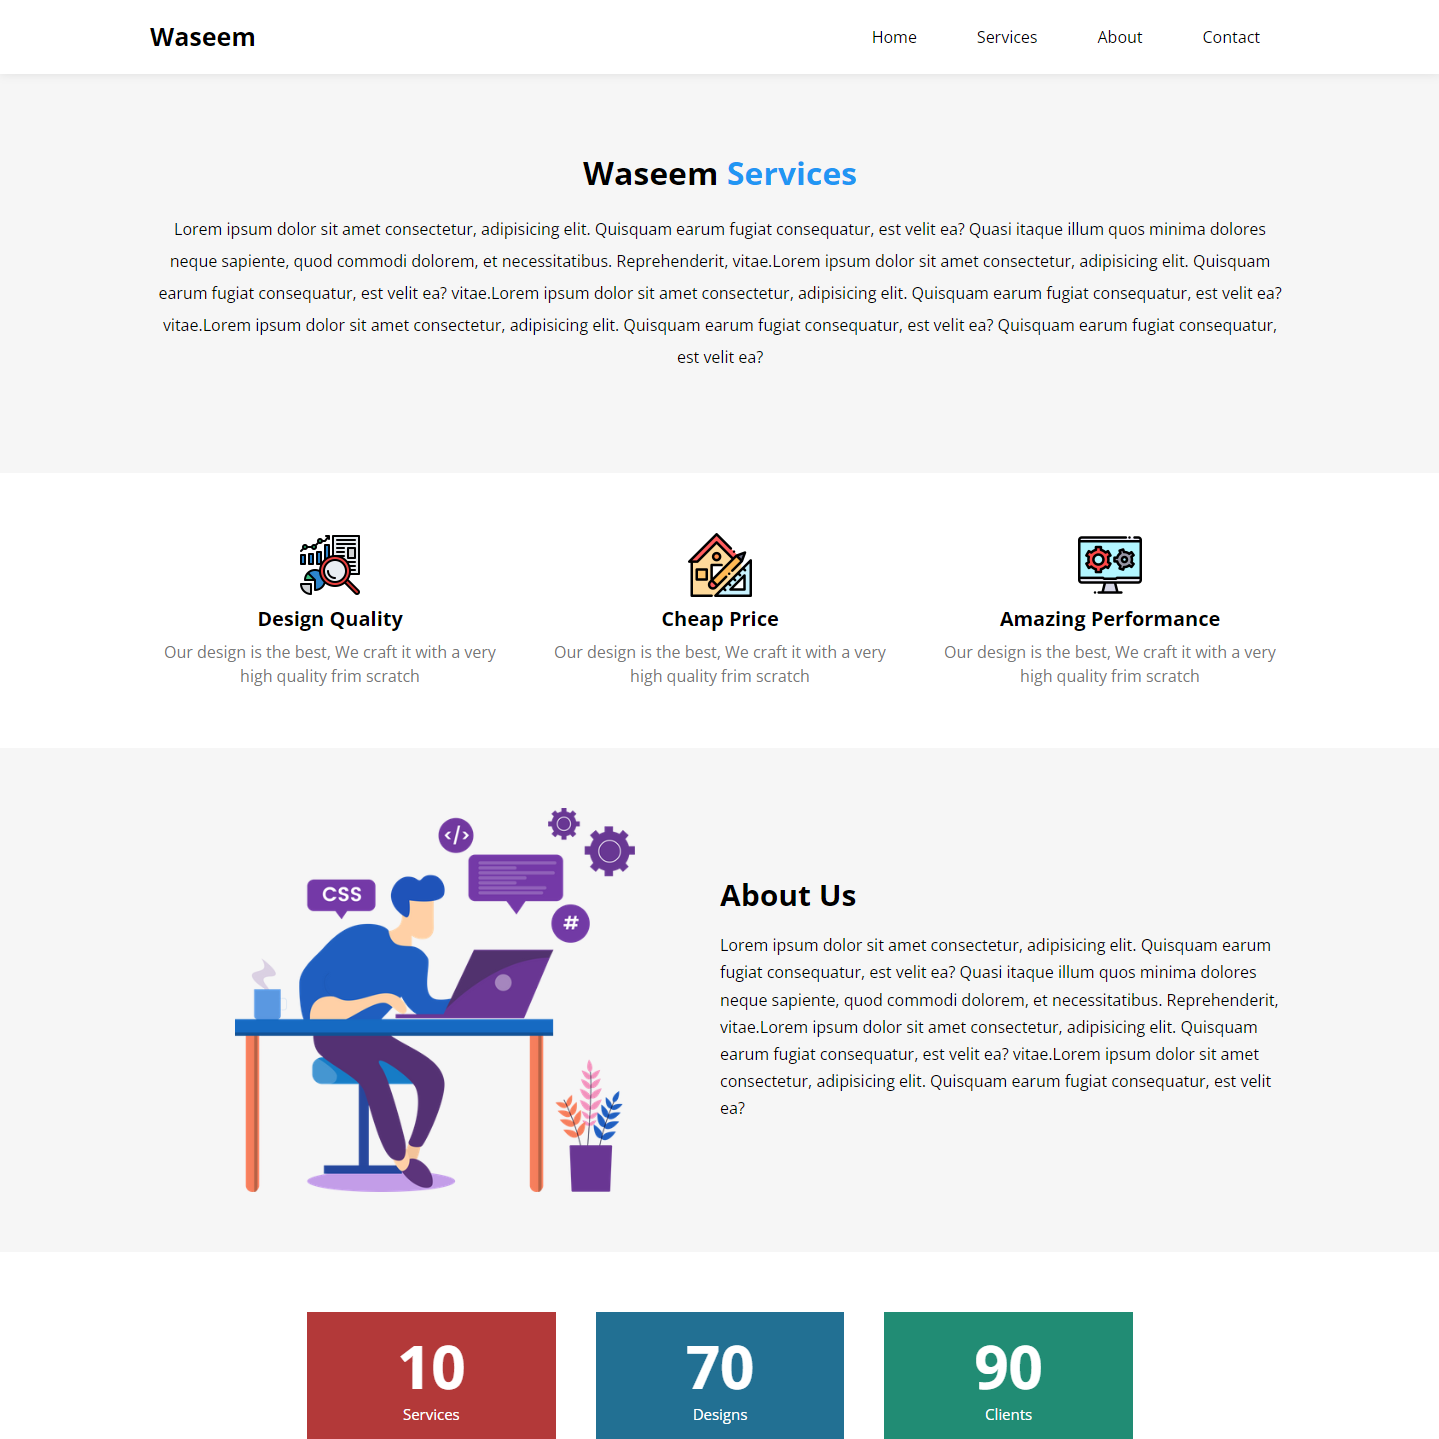 Waseem
Home Services About Contact
Waseem Services
Lorem ipsum dolor sit amet consectetur, adipisicing elit. Quisquam earum fugiat consequatur, est velit ea? Quasi itaque illum quos minima dolores
neque sapiente, quod commodi dolorem, et necessitatibus. Reprehenderit, vitae.Lorem ipsum dolor sit amet consectetur, adipisicing elit. Quisquam
earum fugiat consequatur, est velit ea? vitae.Lorem ipsum dolor sit amet consectetur, adipisicing elit. Quisquam earum fugiat consequatur, est velit ea?
vitae.Lorem ipsum dolor sit amet consectetur, adipisicing elit. Quisquam earum fugiat consequatur, est velit ea? Quisquam earum fugiat consequatur,
est velit ea?
Design Quality
Our design is the best, We craft it with a very
high quality frim scratch
Cheap Price
Our design is the best, We craft it with a very
high quality frim scratch
Amazing Performance
Our design is the best, We craft it with a very
high quality frim scratch
</>
CSS
#
About Us
Lorem ipsum dolor sit amet consectetur, adipisicing elit. Quisquam earum
fugiat consequatur, est velit ea? Quasi itaque illum quos minima dolores
neque sapiente, quod commodi dolorem, et necessitatibus. Reprehenderit,
vitae.Lorem ipsum dolor sit amet consectetur, adipisicing elit. Quisquam
earum fugiat consequatur, est velit ea? vitae.Lorem ipsum dolor sit amet
consectetur, adipisicing elit. Quisquam earum fugiat consequatur, est velit
ea?
10
Services
70
Designs
90
Clients